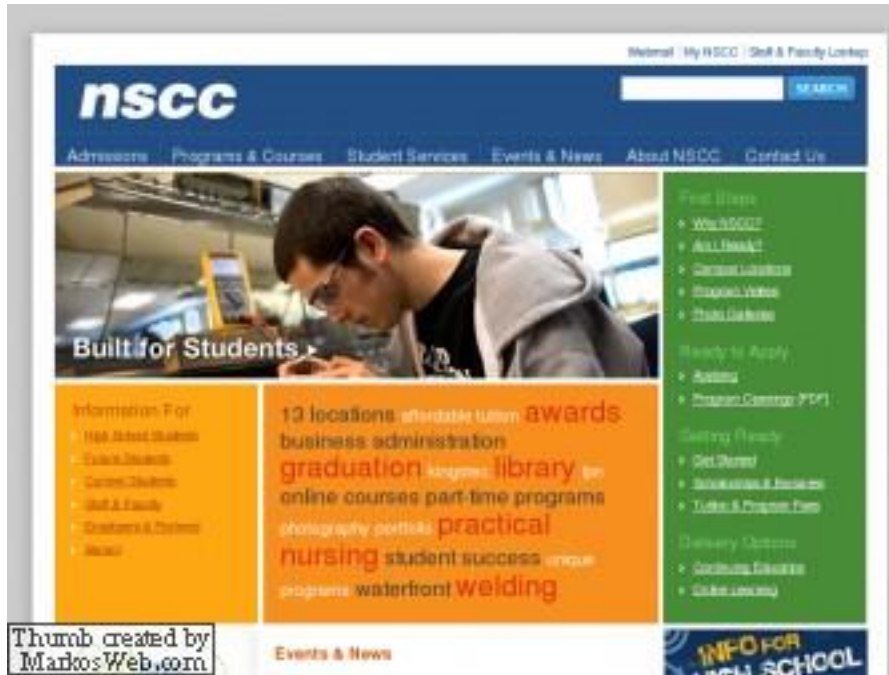 Webmail | My NSCC | Staff & Faculty Lookup
nscc
SEARCH
Admissions Programs & Courses Student Services Events & News About NSCC Contact Us
Built for Students
First Steps
Why NSCC?
Am I Ready?
Campus Locations
Program Videos
Photo Galleries
Ready to Apply
Applying
Program Openings (PDF)
Getting Ready
Get Started
Scholarships & Bursaries
Tuition & Program Fees
Delivery Options
Continuing Education
Online Learning
Information For
High School Students
Future Students
Current Students
Staff & Faculty
Employers & Partners
Alumni
13 locations affordable tuition awards
business administration
graduation kingstec library lpn
online courses part-time programs
photography portfolio practical
nursing student success unique
programs waterfront welding
Events & News
INFO FOR
HIGH SCHOOL
Thumb created by
MarkosWeb.com